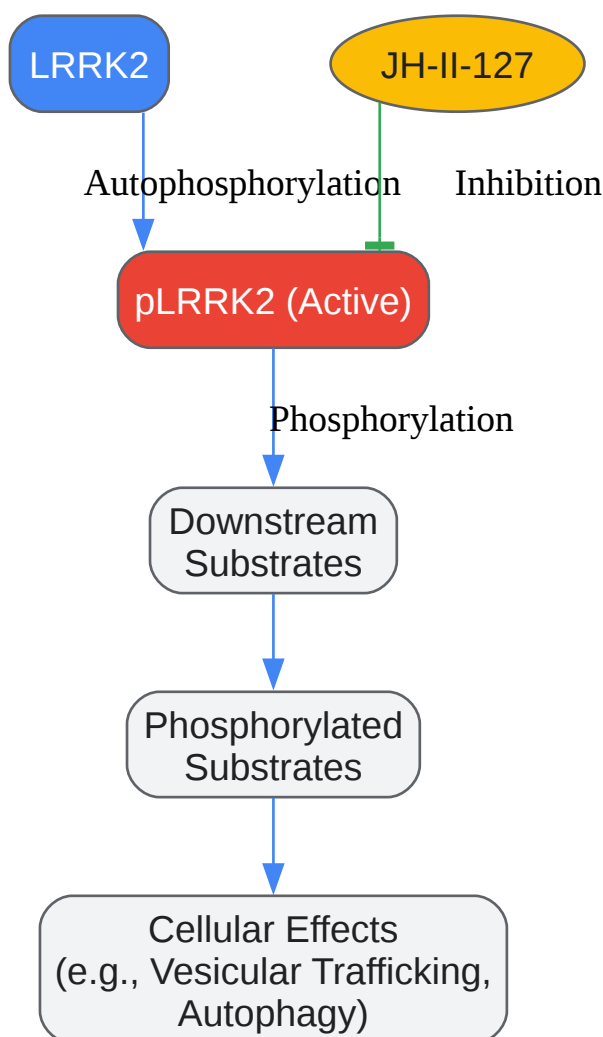 LRRK2
JH-II-127
Autophosphorylation
Inhibition
pLRRK2 (Active)
Phosphorylation
Downstream
Substrates
Phosphorylated
Substrates
Cellular Effects
(e.g., Vesicular Trafficking,
Autophagy)